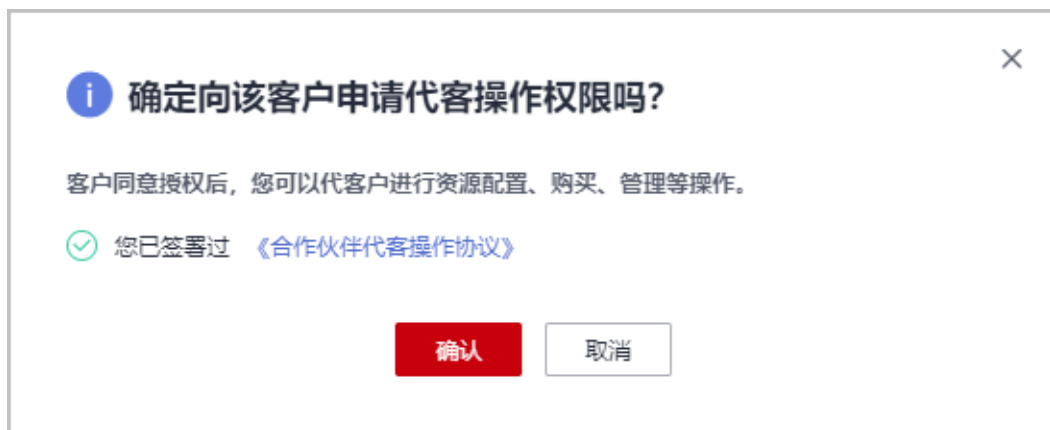 确定向该客户申请代客操作权限吗？
客户同意授权后，您可以代客户进行资源配置、购买、管理等操作。
您已签署过 《合作伙伴代客操作协议》
确认 取消